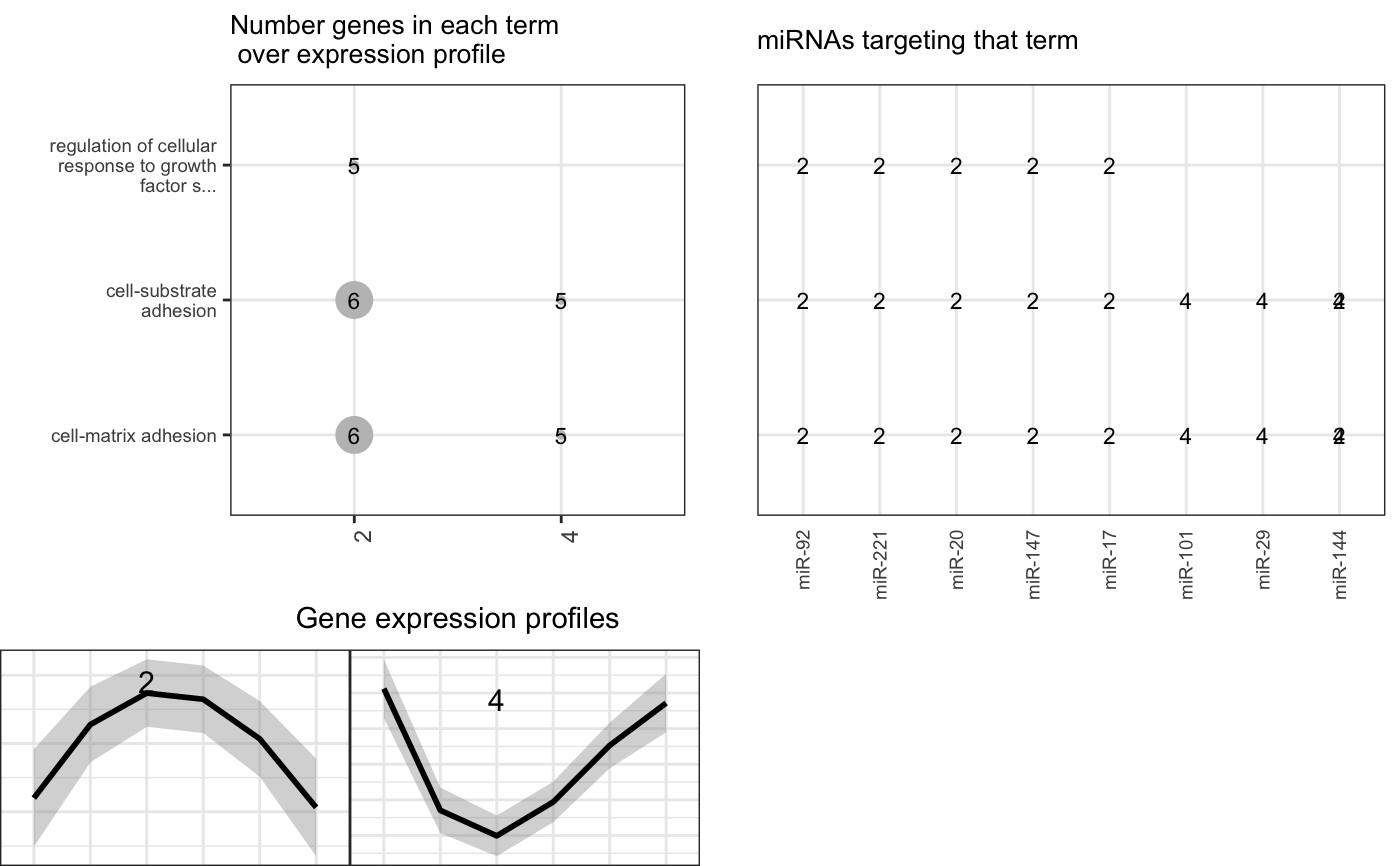 Number genes in each term
over expression profile
miRNAs targeting that term
regulation of cellular
response to growth
factor s...
5
2 2 2 2 2
cell-substrate
adhesion
6 5
2 2 2 2 2 4 4
cell-matrix adhesion
6 5
2 2 2 2 2 4 4
2 4
miR-92 miR-221 miR-20 miR-147 miR-17 miR-101 miR-29 miR-144
Gene expression profiles
2 4